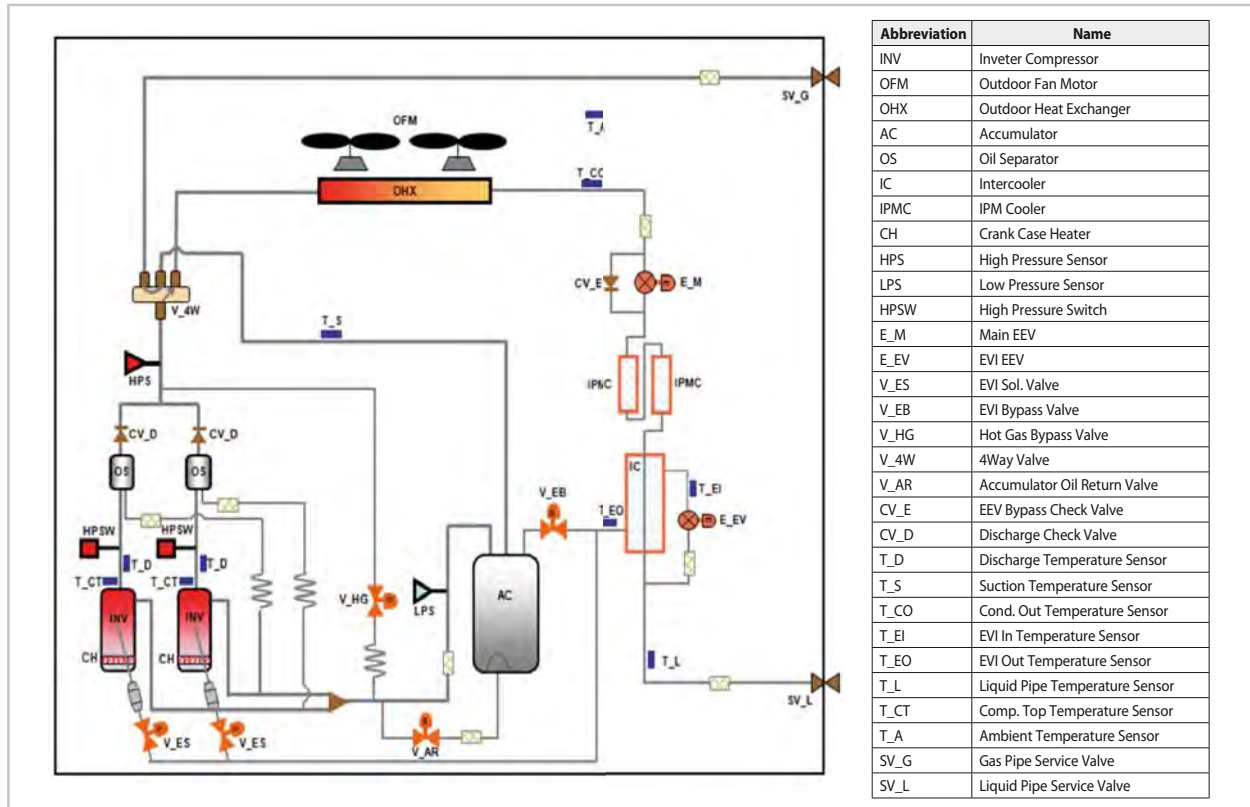 SV_G
OFM
T_A
T_CO
OHX
V_4W
T_S
CV_E
E_M
HPS
IPMC
IPMC
CV_D
CV_D
OS
OS
IC
T_EI
V_EB
T_EO
E_EV
HPSW
HPSW
T_D
T_D
T_CT
T_CT
V_HG
LPS
AC
INV
INV
CH
CH
T_L
SV_L
V_ES
V_ES
V_AR
Abbreviation Name
INV Inveter Compressor
OFM Outdoor Fan Motor
OHX Outdoor Heat Exchanger
AC Accumulator
OS Oil Separator
IC Intercooler
IPMC IPM Cooler
CH Crank Case Heater
HPS High Pressure Sensor
LPS Low Pressure Sensor
HPSW High Pressure Switch
E_M Main EEV
E_EV EVI EEV
V_ES EVI Sol. Valve
V_EB EVI Bypass Valve
V_HG Hot Gas Bypass Valve
V_4W 4Way Valve
V_AR Accumulator Oil Return Valve
CV_E EEV Bypass Check Valve
CV_D Discharge Check Valve
T_D Discharge Temperature Sensor
T_S Suction Temperature Sensor
T_CO Cond. Out Temperature Sensor
T_EI EVI In Temperature Sensor
T_EO EVI Out Temperature Sensor
T_L Liquid Pipe Temperature Sensor
T_CT Comp. Top Temperature Sensor
T_A Ambient Temperature Sensor
SV_G Gas Pipe Service Valve
SV_L Liquid Pipe Service Valve